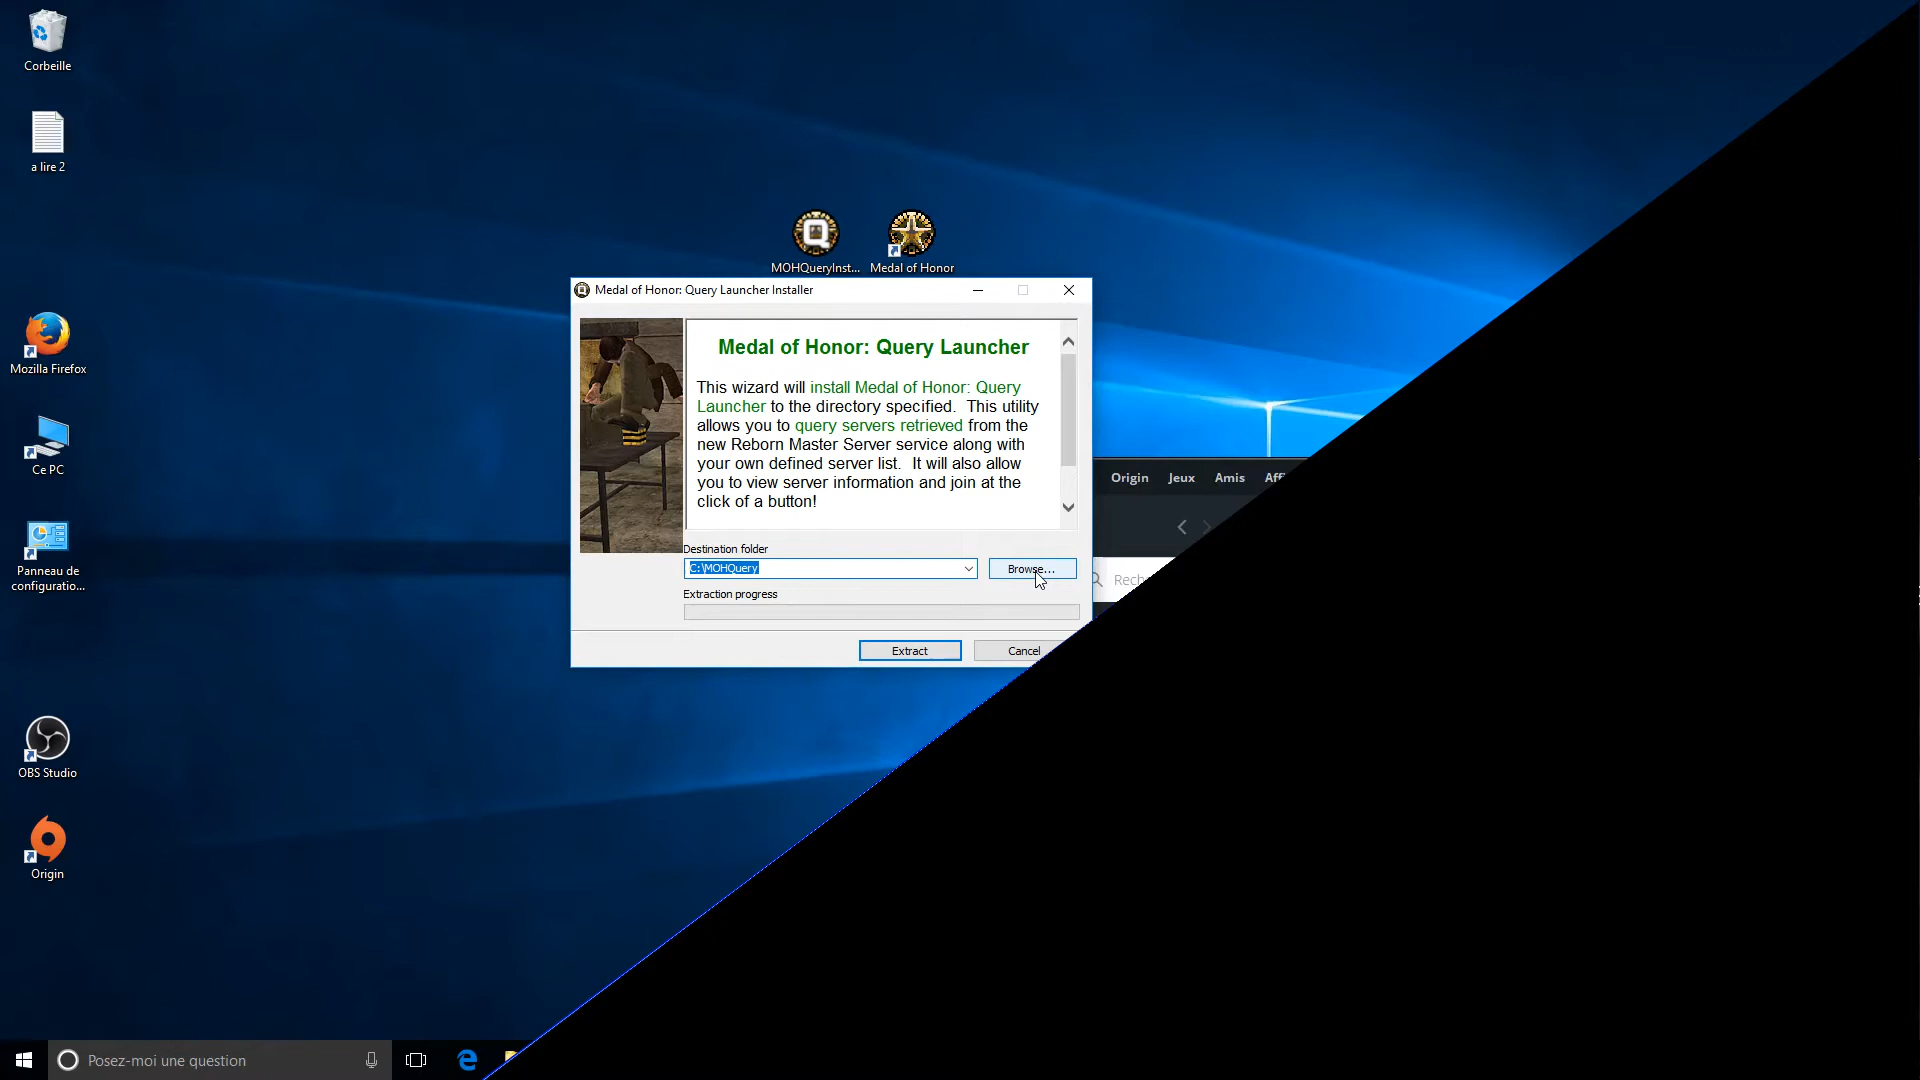 Corbeille
a lire 2
MOHQueryInst...
Medal of Honor
Medal of Honor: Query Launcher Installer
Medal of Honor: Query Launcher
This wizard will install Medal of Honor: Query
Launcher to the directory specified. This utility
allows you to query servers retrieved from the
new Reborn Master Server service along with
your own defined server list. It will also allow
you to view server information and join at the
click of a button!
Destination folder
C:\MOHQuery
Browse...
Extraction progress
Extract
Cancel
Origin
Jeux
Amis
Mozilla Firefox
Ce PC
Panneau de
configuratio...
OBS Studio
Origin
Posez-moi une question